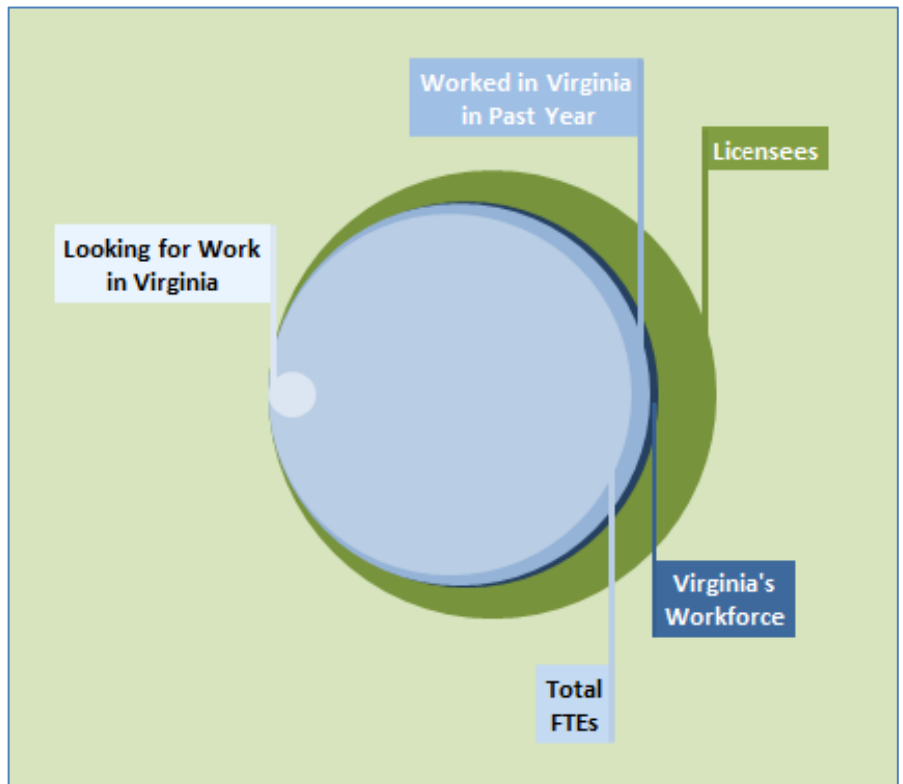 Worked in Virginia
in Past Year
Licensees
Looking for Work
in Virginia
Virginia's
Workforce
Total
FTEs